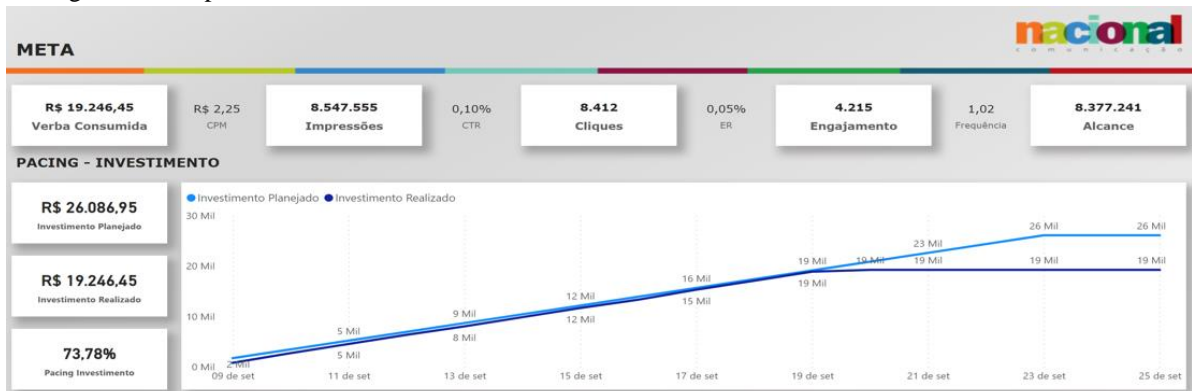 META
nacional
comunicação
R$ 19.246,45
Verba Consumida
R$ 2,25
CPM
8.547.555
Impressões
0,10%
CTR
8.412
Cliques
0,05%
ER
4.215
Engajamento
1,02
Frequência
8.377.241
Alcance
PACING - INVESTIMENTO
R$ 26.086,95
Investimento Planejado
R$ 19.246,45
Investimento Realizado
73,78%
Pacing Investimento
Investimento Planejado Investimento Realizado
30 Mil
20 Mil
10 Mil
0 Mil
2 Mil
5 Mil
5 Mil
9 Mil
8 Mil
12 Mil
12 Mil
16 Mil
15 Mil
19 Mil
19 Mil
19 Mil
23 Mil
19 Mil
26 Mil
19 Mil
26 Mil
19 Mil
09 de set 11 de set 13 de set 15 de set 17 de set 19 de set 21 de set 23 de set 25 de set